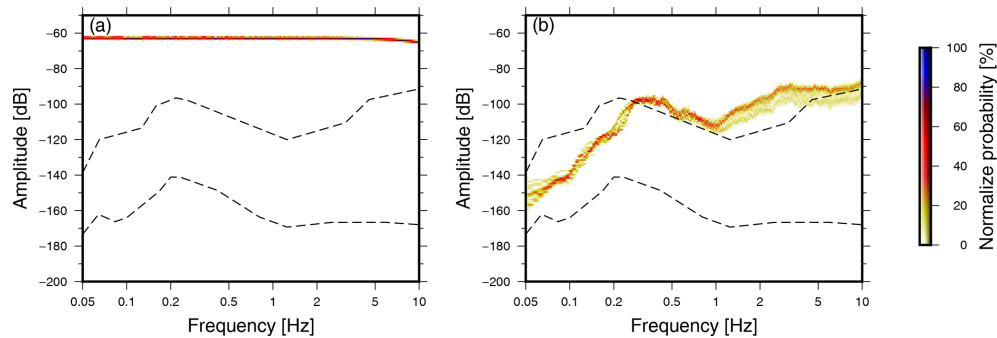 (a)
−60
−80
−100
−120
−140
−160
−180
−200
Amplitude [dB]
0.05 0.1 0.2 0.5 1 2 5 10
Frequency [Hz]
(b)
−60
−80
−100
−120
−140
−160
−180
−200
Amplitude [dB]
0.05 0.1 0.2 0.5 1 2 5 10
Frequency [Hz]
100
80
60
40
20
0
Normalize probability [%]